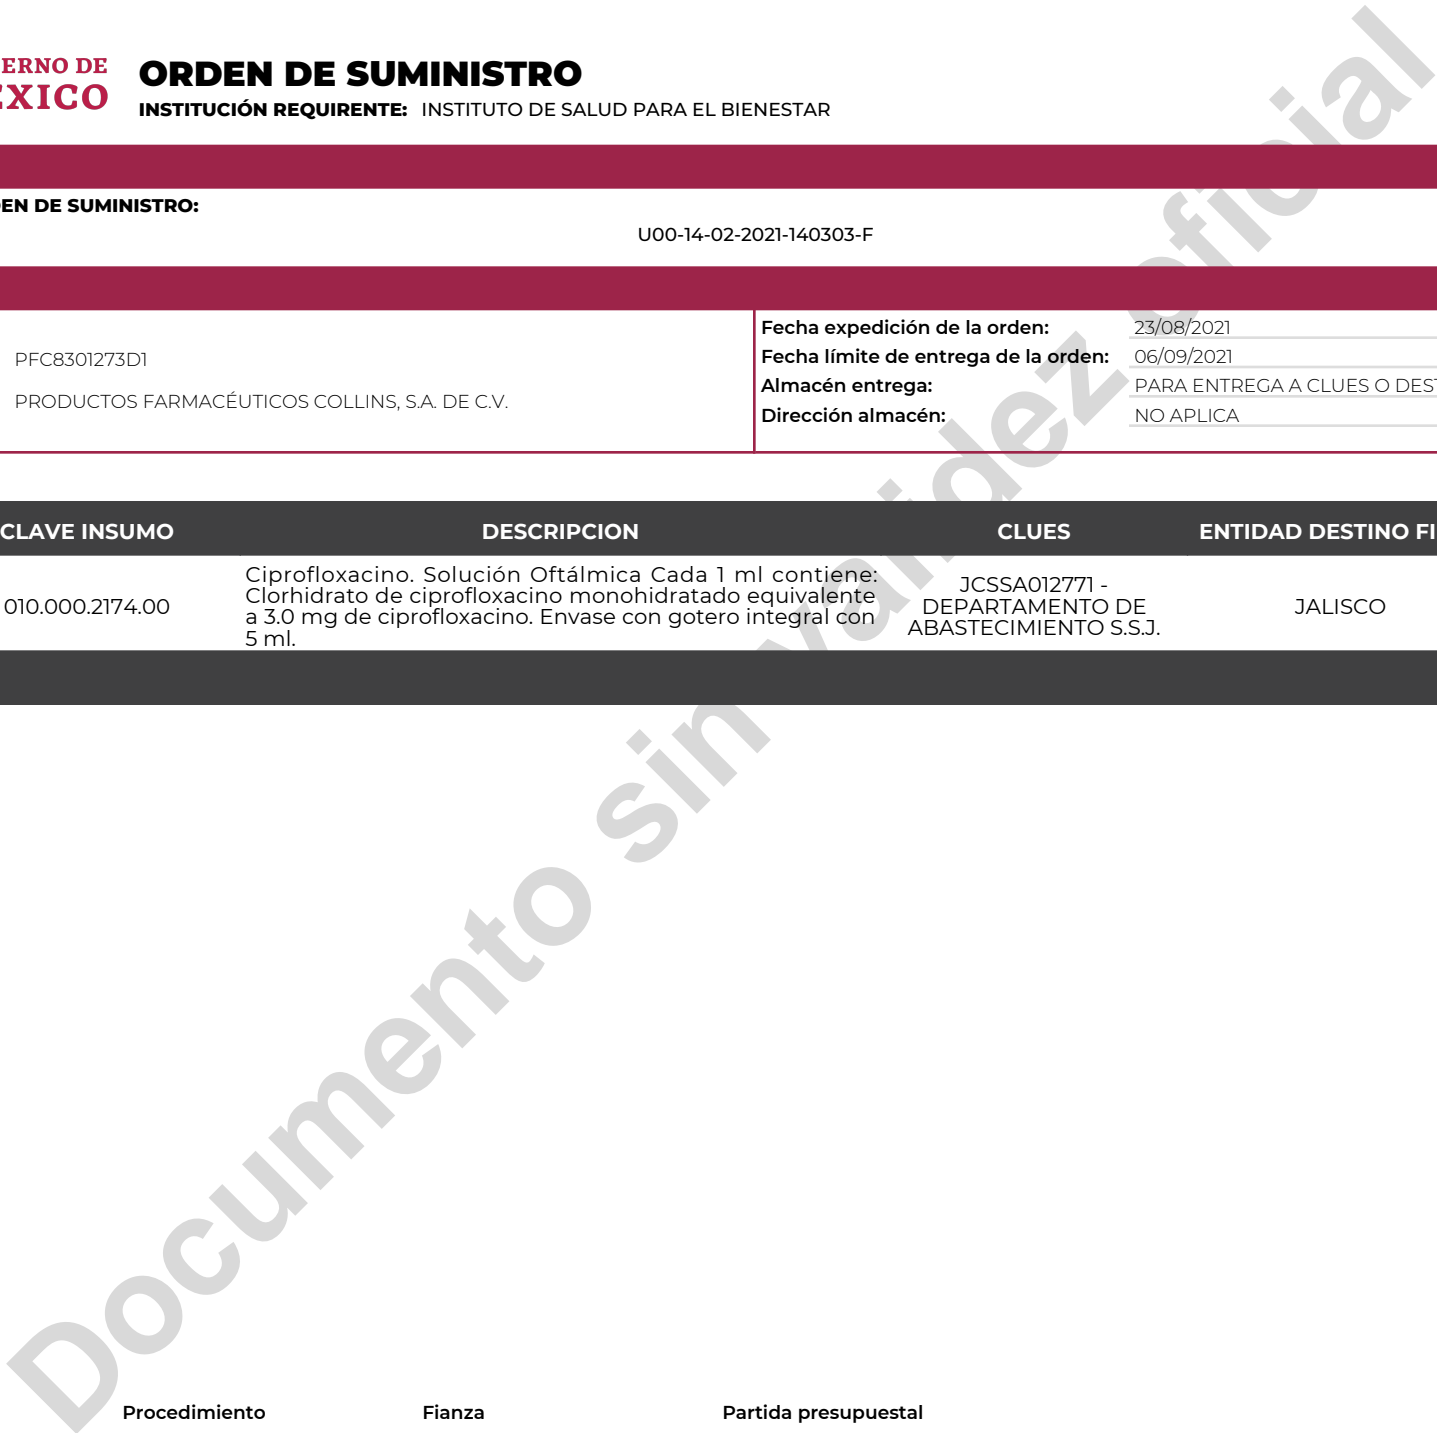 ERNO DE
ÉXICO
ORDEN DE SUMINISTRO
INSTITUCIÓN REQUIRENTE: INSTITUTO DE SALUD PARA EL BIENESTAR
EN DE SUMINISTRO:
U00-14-02-2021-140303-F
PFC8301273D1
PRODUCTOS FARMACÉUTICOS COLLINS, S.A. DE C.V.
Fecha expedición de la orden: 23/08/2021
Fecha límite de entrega de la orden: 06/09/2021
Almacén entrega: PARA ENTREGA A CLUES O DEST
Dirección almacén: NO APLICA
CLAVE INSUMO DESCRIPCION CLUES ENTIDAD DESTINO FI
010.000.2174.00
Ciprofloxacino. Solución Oftálmica Cada 1 ml contiene:
Clorhidrato de ciprofloxacino monohidratado equivalente
a 3.0 mg de ciprofloxacino. Envase con gotero integral con
5 ml.
JCSSA012771 -
DEPARTAMENTO DE
ABASTECIMIENTO S.S.J.
JALISCO
Documento sin validez oficial
Procedimiento Fianza Partida presupuestal